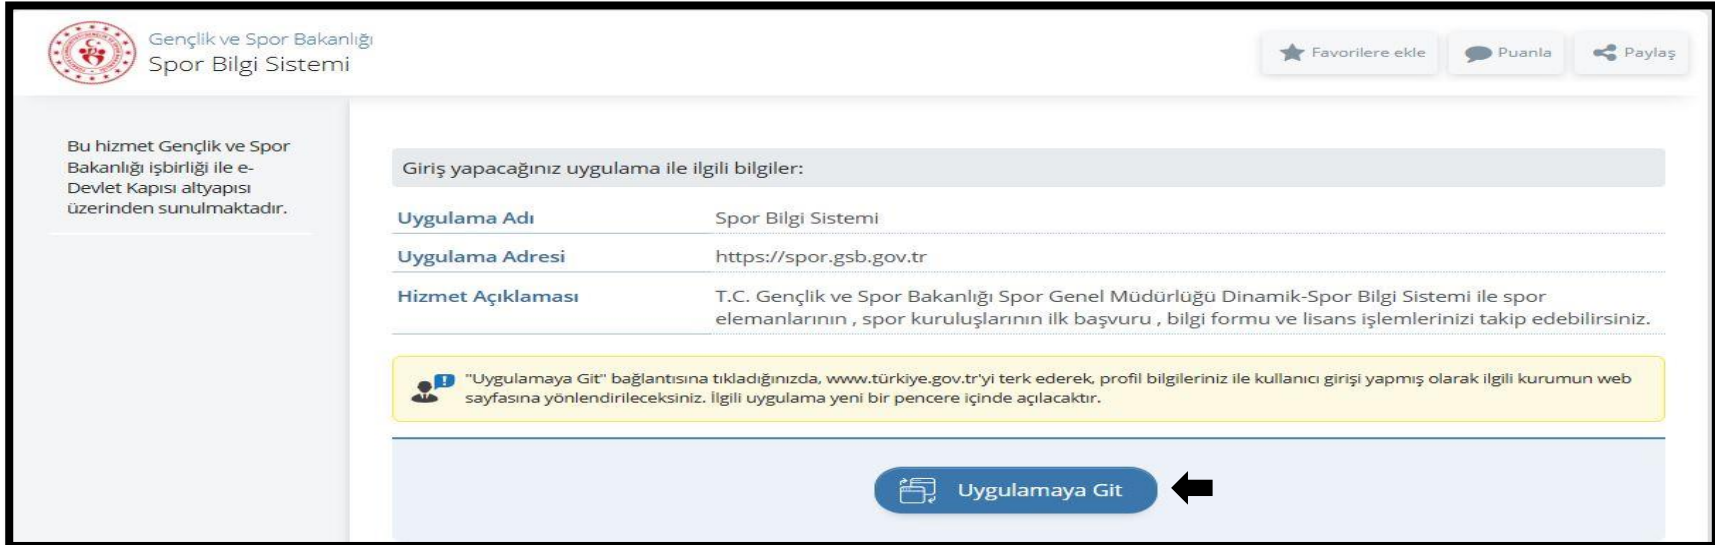 Gençlik ve Spor Bakanlığı
Spor Bilgi Sistemi
Favorilere ekle
Puanla
Paylaş
Bu hizmet Gençlik ve Spor
Bakanlığı işbirliği ile e-
Devlet Kapısı altyapısı
üzerinden sunulmaktadır.
Giriş yapacağınız uygulama ile ilgili bilgiler:
Uygulama Adı Spor Bilgi Sistemi
Uygulama Adresi https://spor.gsb.gov.tr
Hizmet Açıklaması T.C. Gençlik ve Spor Bakanlığı Spor Genel Müdürlüğü Dinamik-Spor Bilgi Sistemi ile spor
elemanlarının , spor kuruluşlarının ilk başvuru , bilgi formu ve lisans işlemlerinizi takip edebilirsiniz.
"Uygulamaya Git" bağlantısına tıkladığınızda, www.türkiye.gov.tr'yi terk ederek, profil bilgileriniz ile kullanıcı girişi yapmış olarak ilgili kurumun web
sayfasına yönlendirileceksiniz. İlgili uygulama yeni bir pencere içinde açılacaktır.
Uygulamaya Git